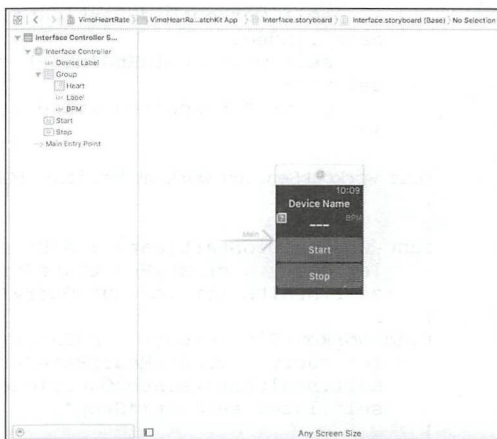 VimoHeartRate VimoHeartRa...atchKit App Interface.storyboard Interface.storyboard (Base) No Selection
Interface Controller S...
Interface Controller
Device Label
Group
Heart
Label
BPM
Start
Stop
Main Entry Point
10:09
Device Name
BPM
---
Main
Start
Stop
Any Screen Size